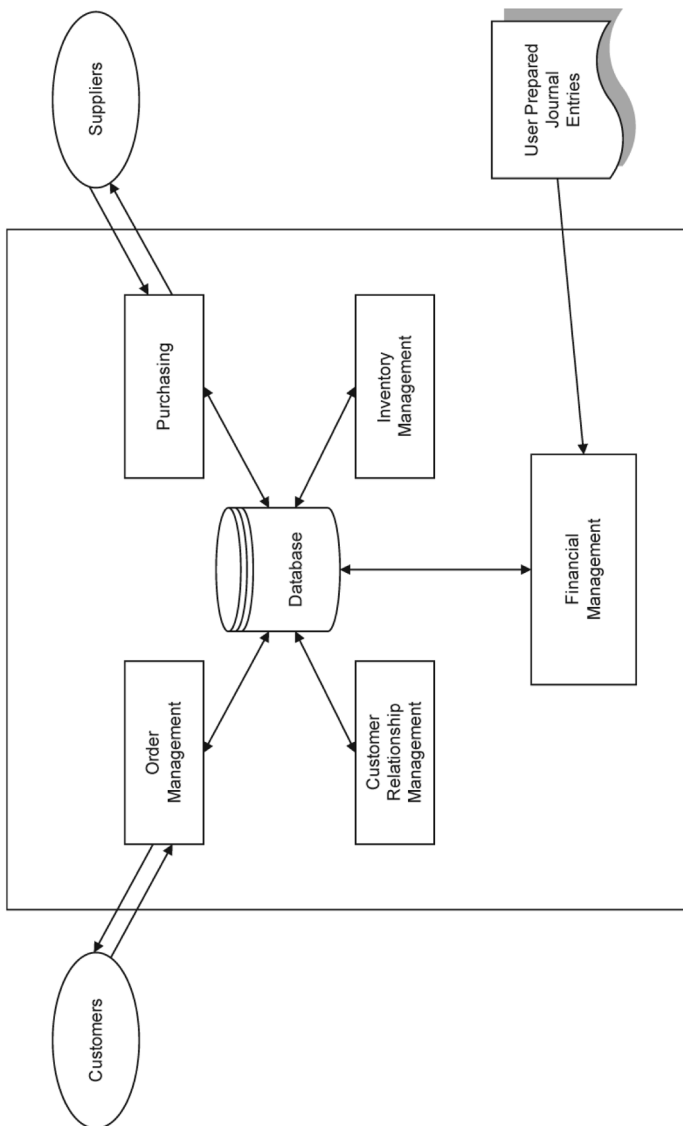 Customers
Suppliers
Order
Management
Purchasing
Database
Customer
Relationship
Management
Inventory
Management
Financial
Management
User Prepared
Journal
Entries